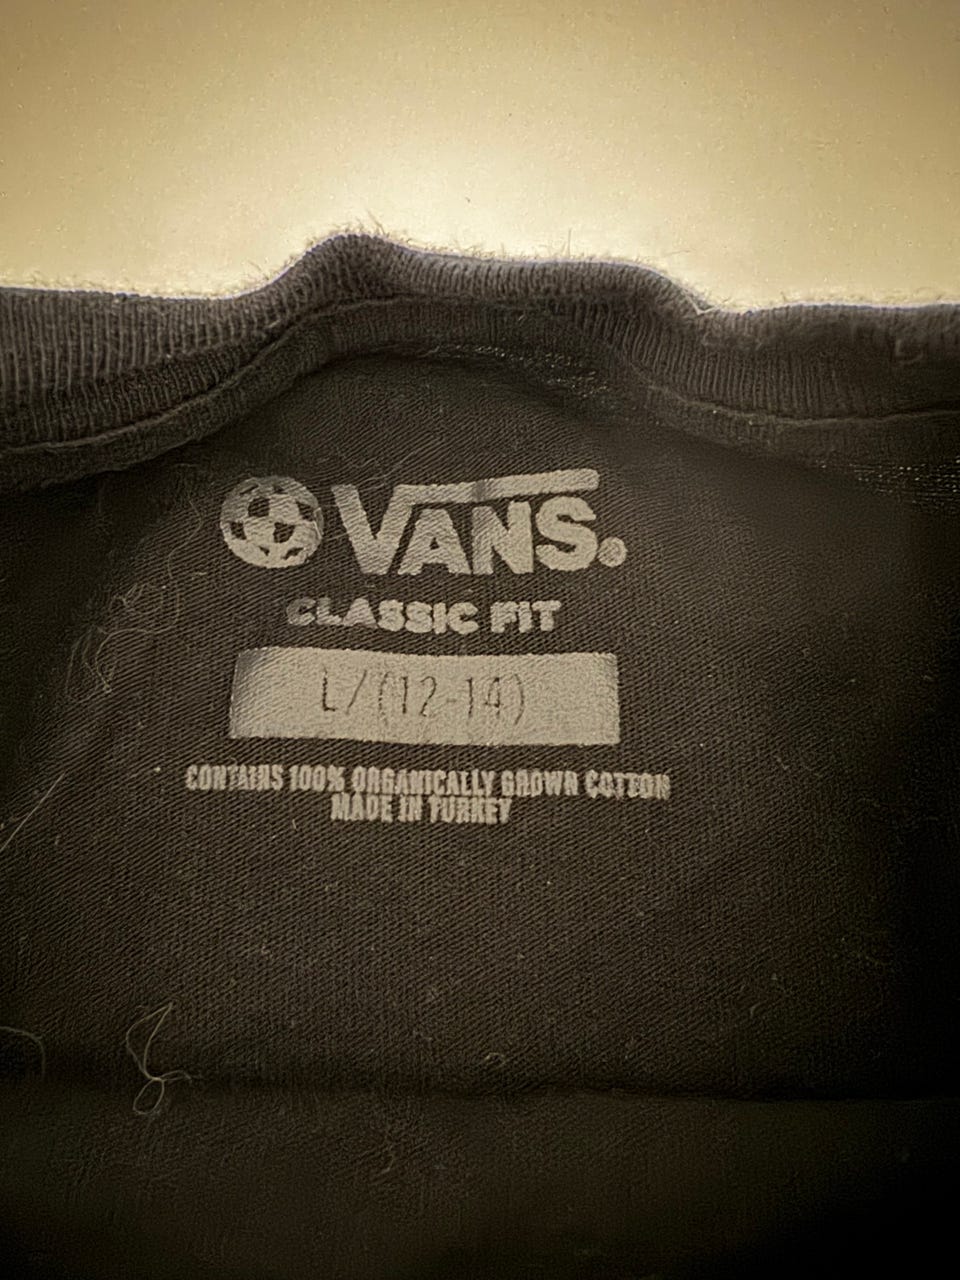 VANS.
CLASSIC FIT
L/(12-14)
CONTAINS 100% ORGANICALLY GROWN COTTON
MADE IN TURKEY